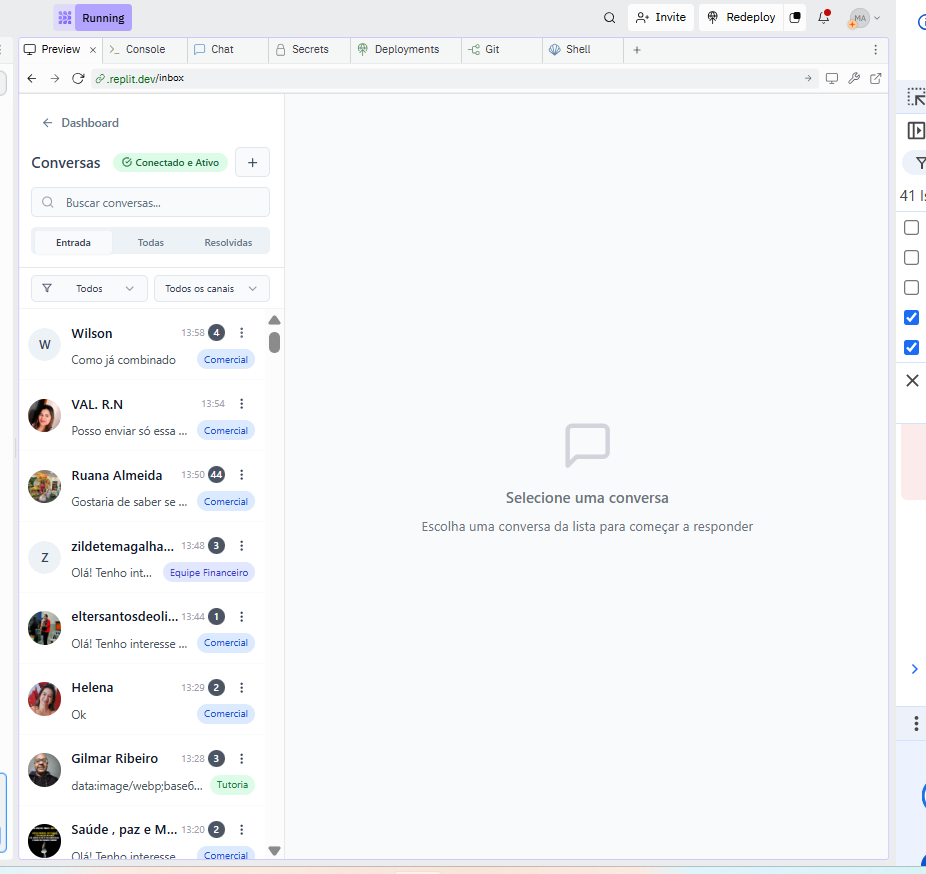 Running
Invite
Redeploy
MA
Preview
Console
Chat
Secrets
Deployments
Git
Shell
.replit.dev/inbox
Dashboard
Conversas
Conectado e Ativo
Buscar conversas...
Entrada
Todas
Resolvidas
Todos
Todos os canais
W
Wilson
13:58
4
Como já combinado
Comercial
VAL. R.N
13:54
Posso enviar só essa ...
Comercial
Ruana Almeida
13:50
44
Gostaria de saber se ...
Comercial
Z
zildetemagalha...
13:48
3
Olá! Tenho int...
Equipe Financeiro
eltersantosdeoli...
13:44
1
Olá! Tenho interesse ...
Comercial
Helena
13:29
2
Ok
Comercial
Gilmar Ribeiro
13:28
3
data:image/webp;base6...
Tutoria
Saúde , paz e M...
13:20
2
Olá! Tenho interesse
Comercial
Selecione uma conversa
Escolha uma conversa da lista para começar a responder
41